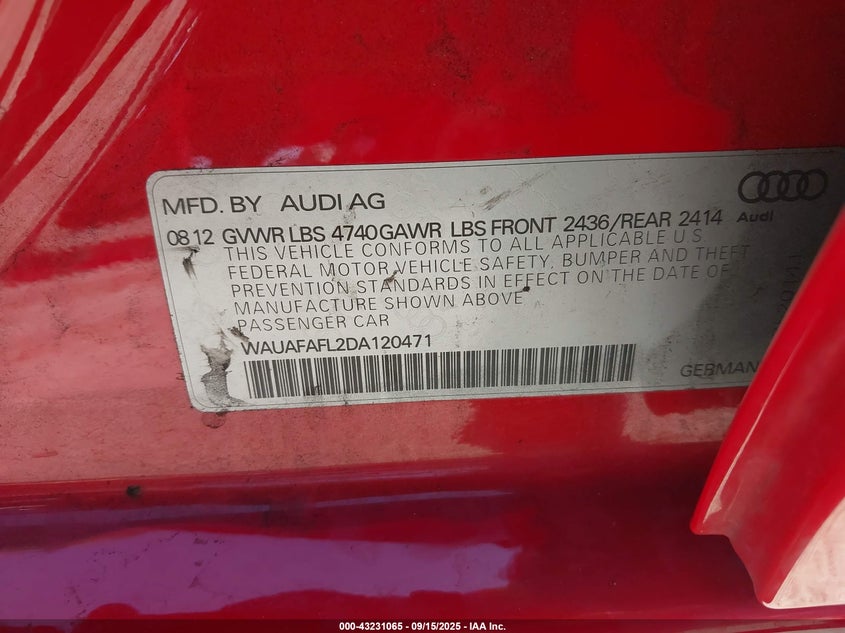 MFD. BY AUDI AG
08 12 GVWR LBS 4740 GAWR LBS FRONT 2436/REAR 2414
Audi
THIS VEHICLE CONFORMS TO ALL APPLICABLE U S
FEDERAL MOTOR VEHICLE SAFETY, BUMPER AND THEFT
PREVENTION STANDARDS IN EFFECT ON THE DATE OF
MANUFACTURE SHOWN ABOVE
PASSENGER CAR
WAUAFAFL2DA120471
GERMAN
000-43231065 - 09/15/2025 - IAA Inc.